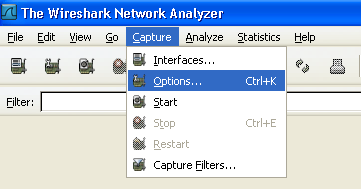 The Wireshark Network Analyzer
File Edit View Go Capture Analyze Statistics Help
Interfaces...
Options... Ctrl+K
Start
Stop Ctrl+E
Restart
Capture Filters...
Filter: